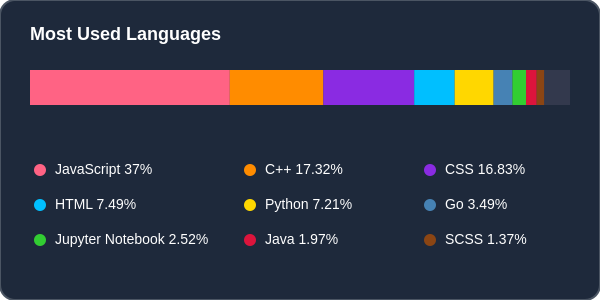 Most Used Languages
JavaScript 37%
C++ 17.32%
CSS 16.83%
HTML 7.49%
Python 7.21%
Go 3.49%
Jupyter Notebook 2.52%
Java 1.97%
SCSS 1.37%